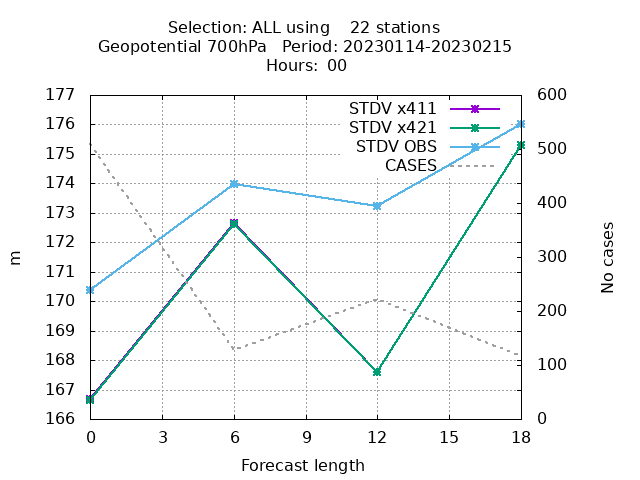 Selection: ALL using    22 stations
Geopotential 700hPa   Period: 20230114-20230215
Hours: 00
177
176
175
174
173
172
171
170
169
168
167
166
m
STDV x411
STDV x421
STDV OBS
CASES
600
500
400
300
200
100
0
No cases
0 3 6 9 12 15 18
Forecast length